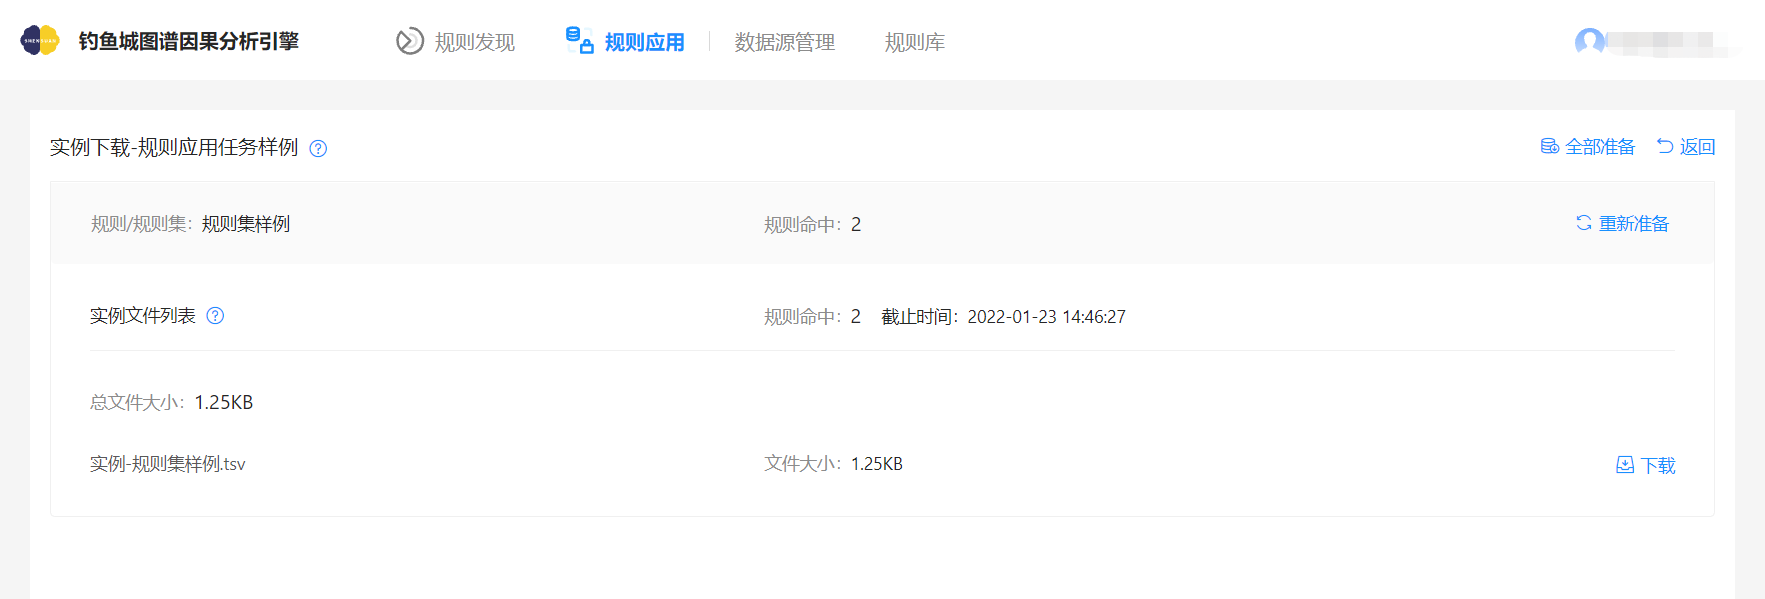 钓鱼城图谱因果分析引擎 规则发现 规则应用 数据源管理 规则库
实例下载-规则应用任务样例 全部准备 返回
规则/规则集：规则集样例 规则命中：2 重新准备
实例文件列表 规则命中：2 截止时间：2022-01-23 14:46:27
总文件大小：1.25KB
实例-规则集样例.tsv 文件大小：1.25KB 下载